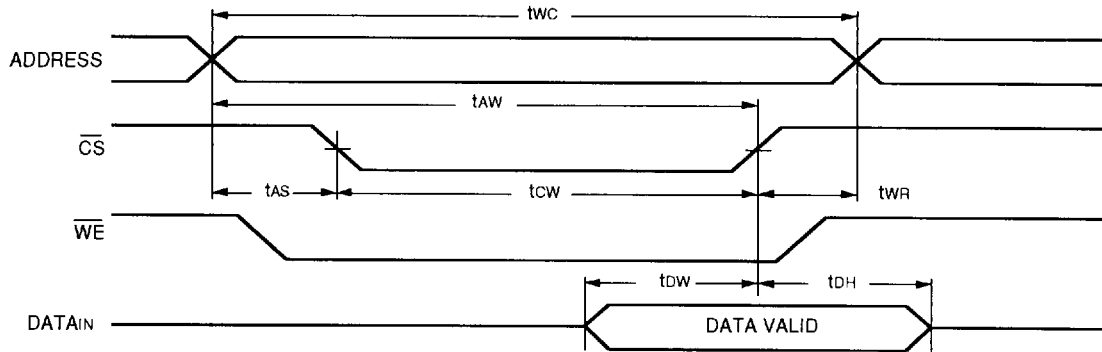 tWC
ADDRESS
tAW
CS
tAS tCW tWR
WE
tDW tDH
DATAIN DATA VALID